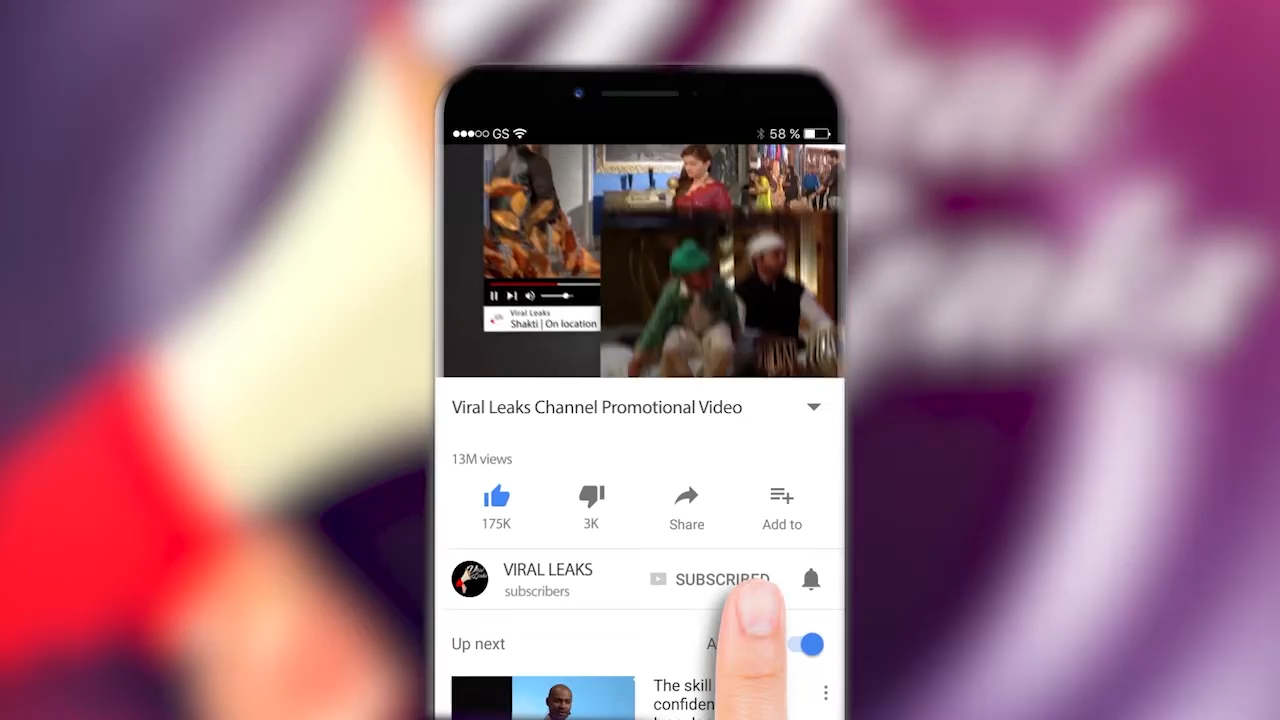 GS
58 %
Viral Leaks
Shakti | On location
Viral Leaks Channel Promotional Video
13M views
175K
3K
Share
Add to
VIRAL LEAKS
SUBSCRIBED
subscribers
Up next
The skill
confiden